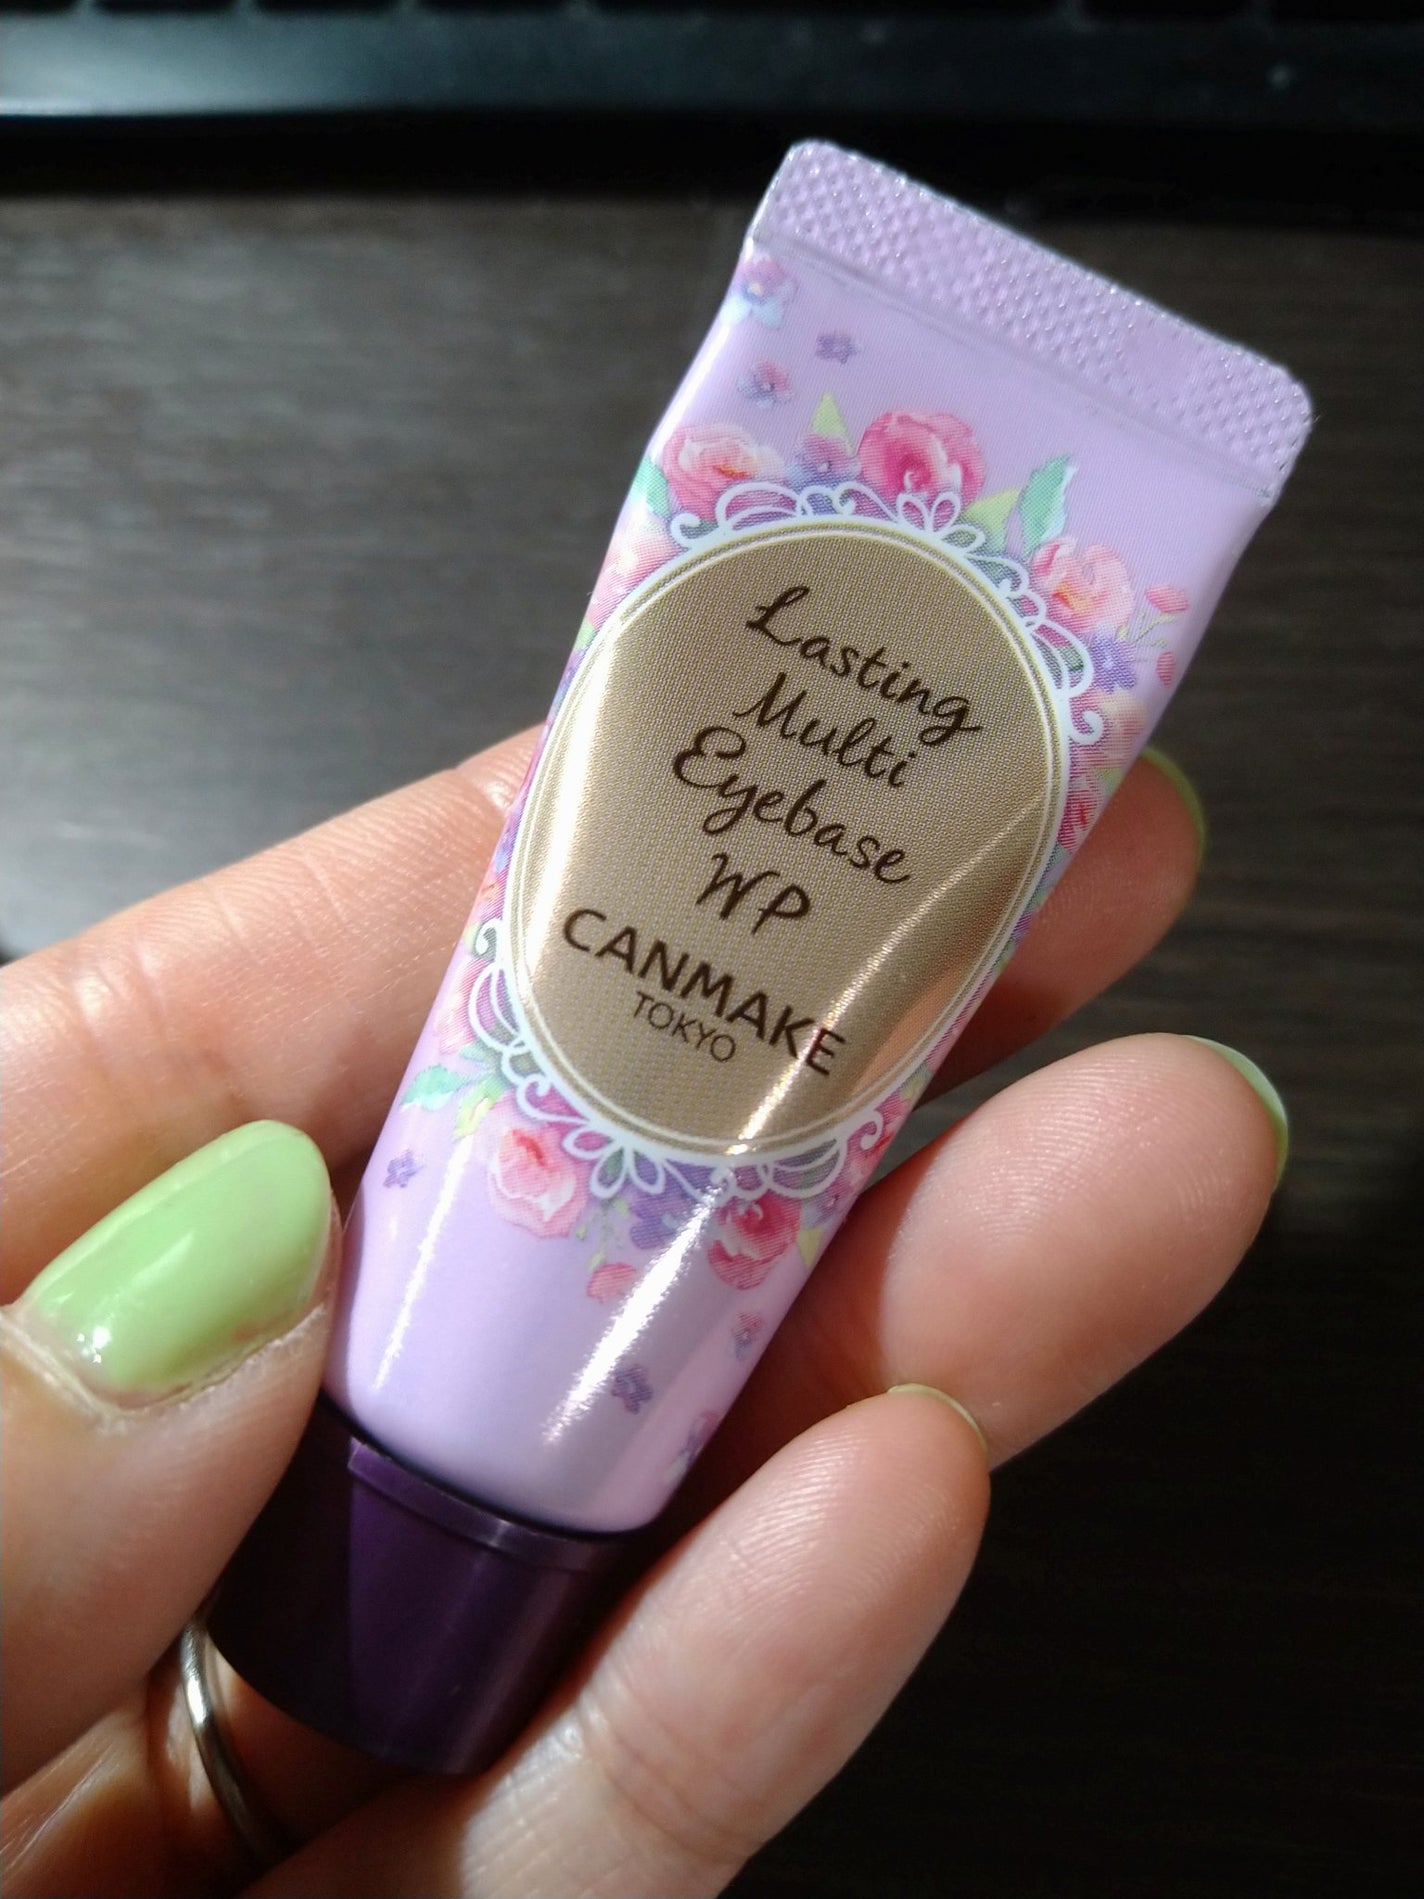 Lasting
Multi
Eyebase
WP
CANMAKE
TOKYO